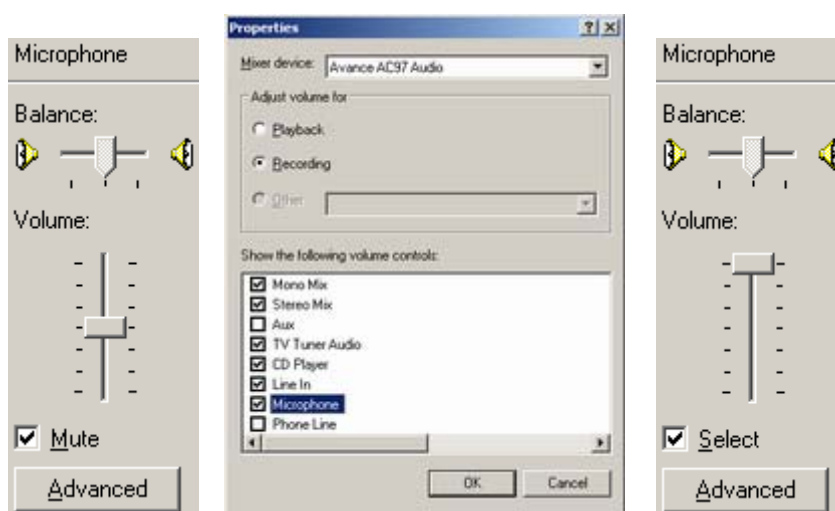 Microphone
Balance:
Volume:
Mute
Advanced
Properties
Mixer device: Avance AC97 Audio
Adjust volume for
Playback
Recording
Other
Show the following volume controls:
Mono Mix
Stereo Mix
Aux
TV Tuner Audio
CD Player
Line In
Microphone
Phone Line
OK Cancel
Microphone
Balance:
Volume:
Select
Advanced